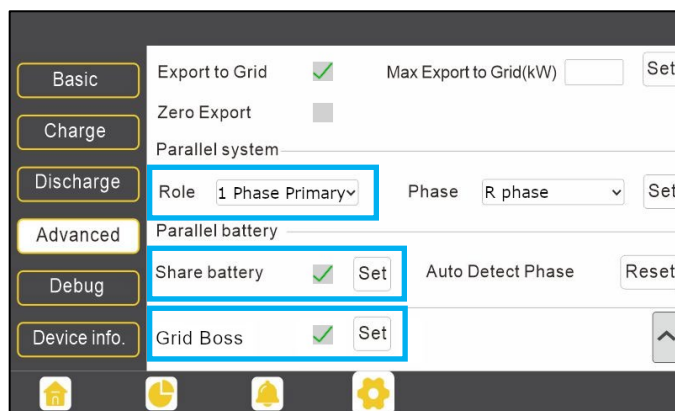 Basic
Charge
Discharge
Advanced
Debug
Device info.
Export to Grid Max Export to Grid(kW) Set
Zero Export
Parallel system
Role 1 Phase Primary Phase R phase Set
Parallel battery
Share battery Set Auto Detect Phase Reset
Grid Boss Set